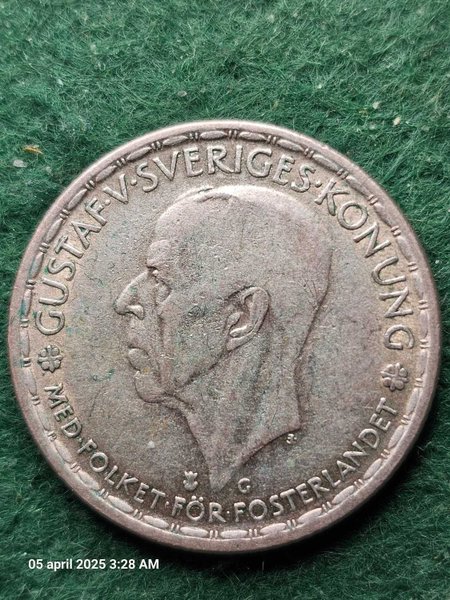 GUSTAF·V·SVERIGES·KONUNG
MED·FOLKET·FÖR·FOSTERLANDET
G
05 april 2025 3:28 AM